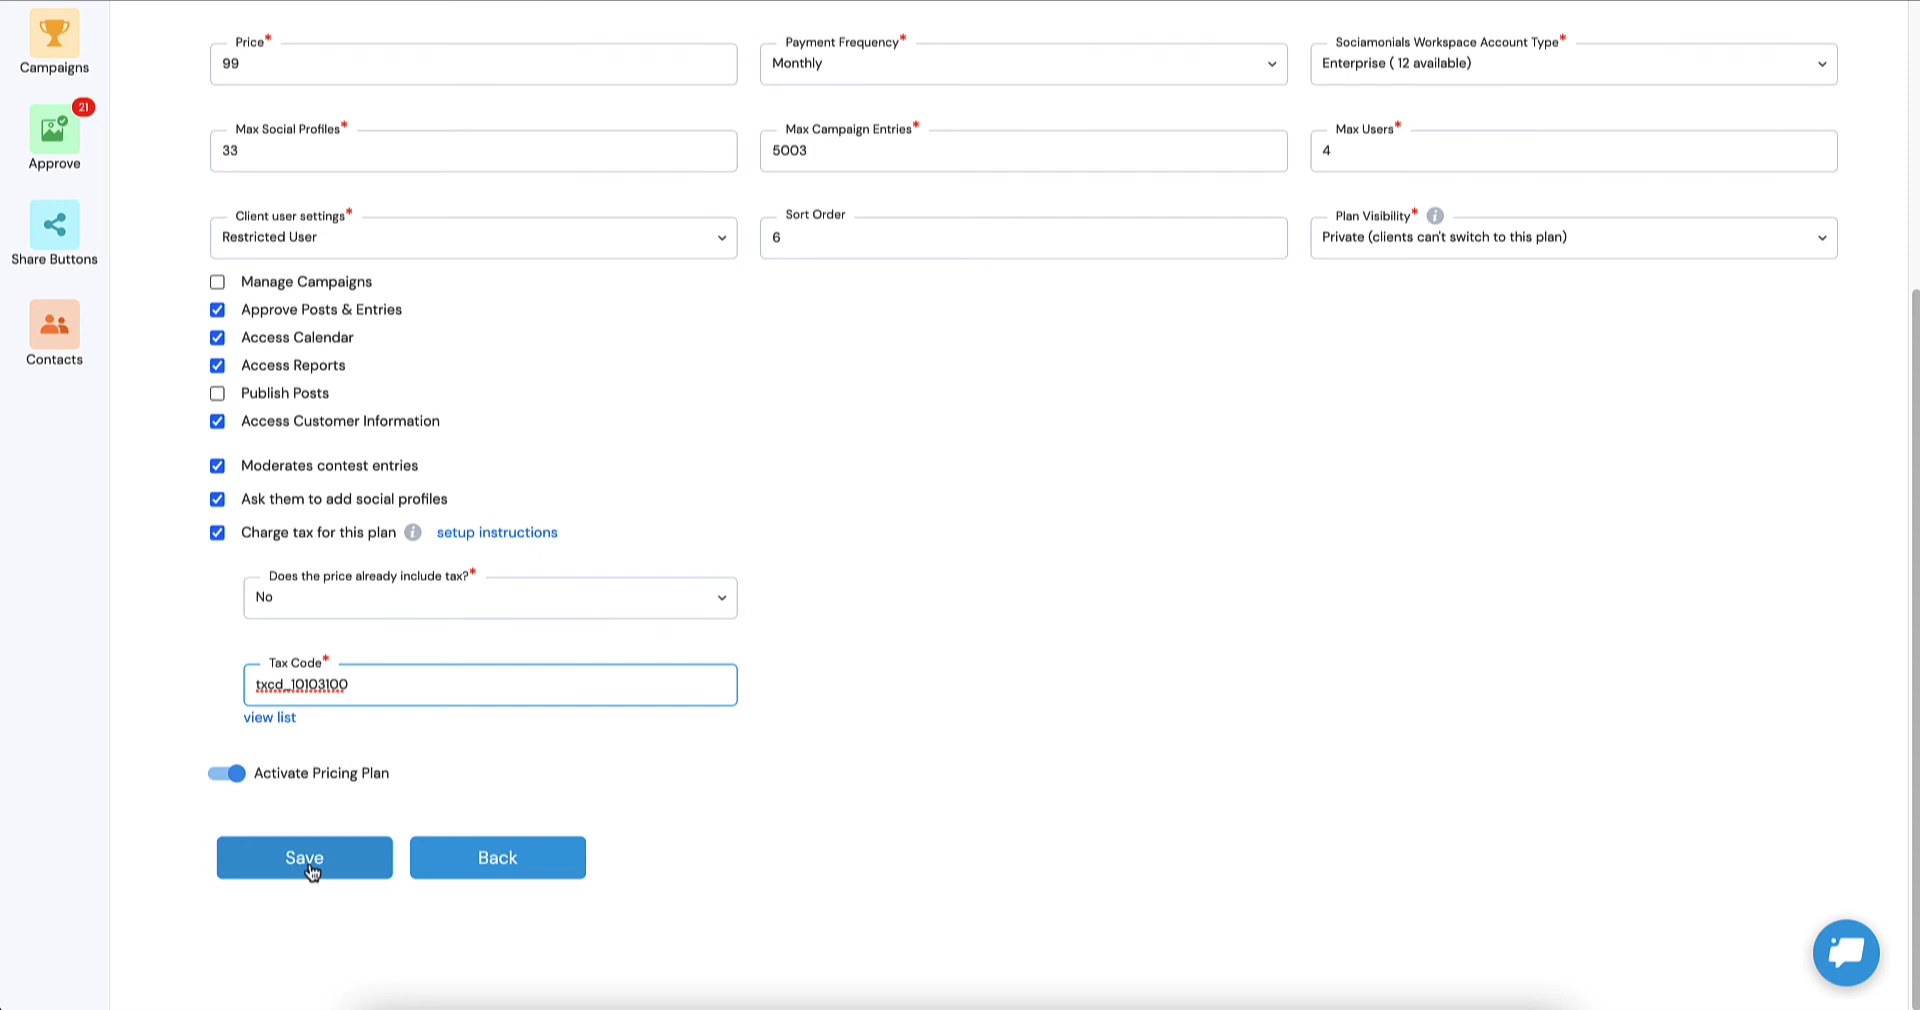 Campaigns
21
Approve
Share Buttons
Contacts
Price*
99
Payment Frequency*
Monthly
Sociamonials Workspace Account Type*
Enterprise ( 12 available)
Max Social Profiles*
33
Max Campaign Entries*
5003
Max Users*
4
Client user settings*
Restricted User
Sort Order
6
Plan Visibility* i
Private (clients can't switch to this plan)
Manage Campaigns
Approve Posts & Entries
Access Calendar
Access Reports
Publish Posts
Access Customer Information
Moderates contest entries
Ask them to add social profiles
Charge tax for this plan i setup instructions
Does the price already include tax?*
No
Tax Code*
txcd_10103100
view list
Activate Pricing Plan
Save
Back